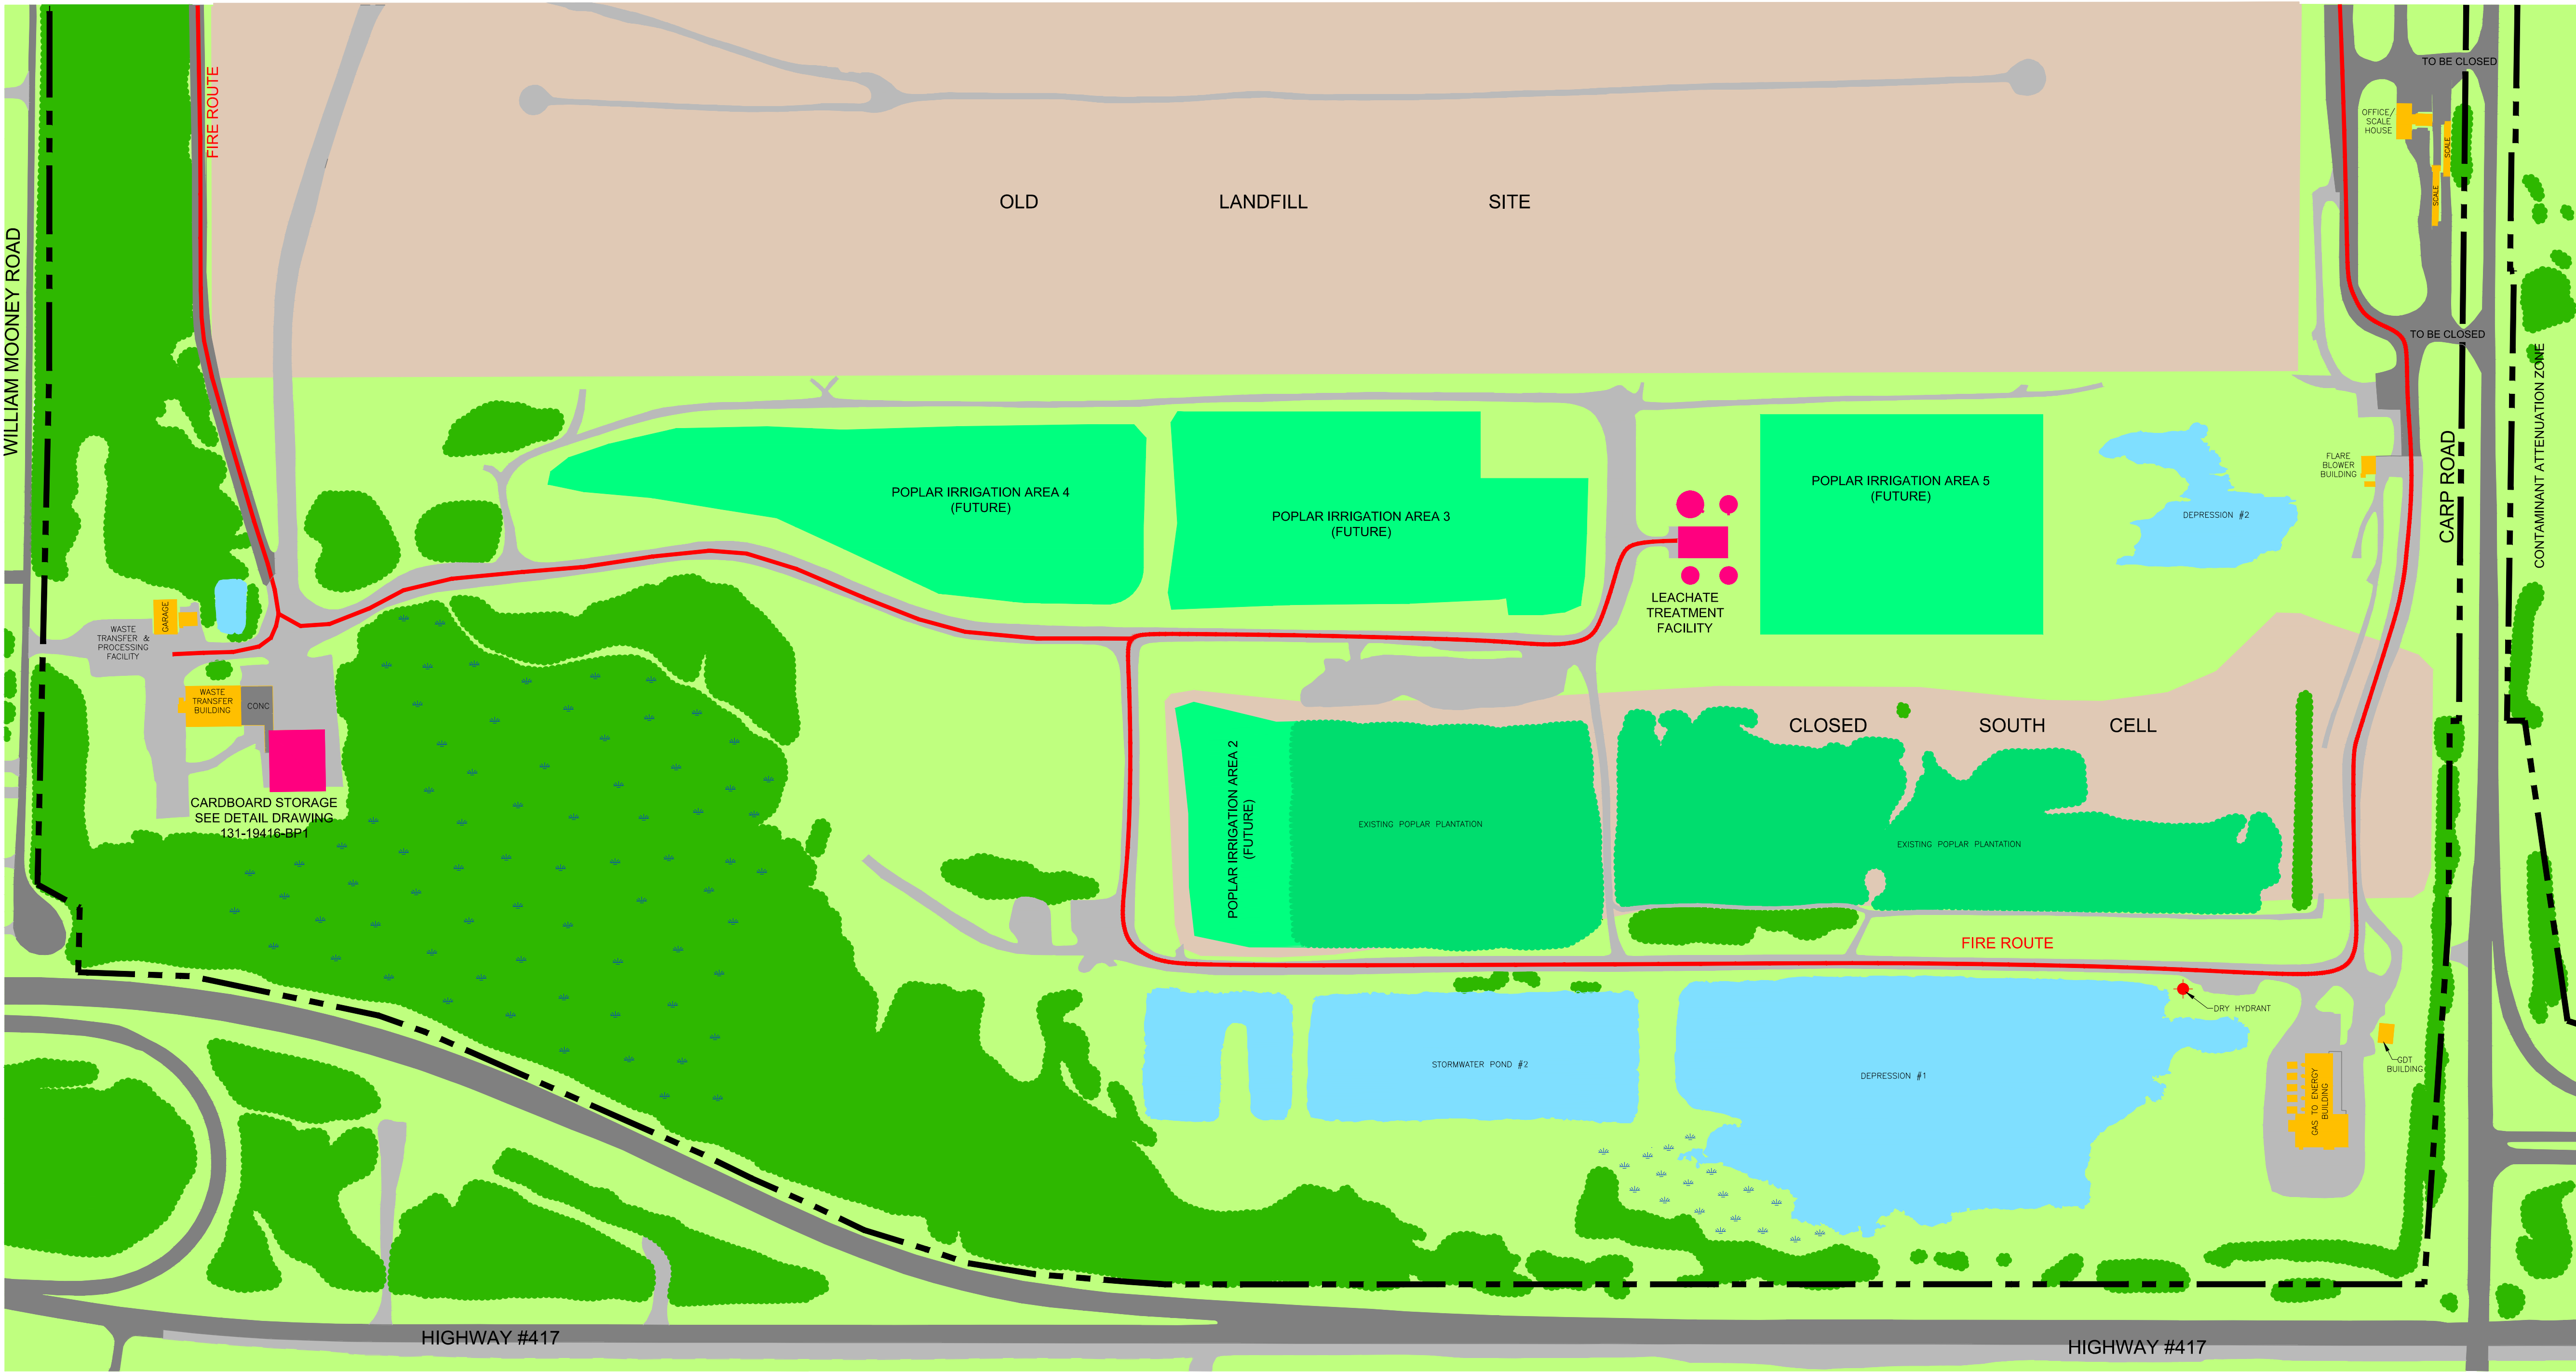 TO BE CLOSED
FIRE ROUTE
OFFICE/
SCALE
HOUSE
SCALE
SCALE
OLD LANDFILL SITE
WILLIAM MOONEY ROAD
TO BE CLOSED
CONTAMINANT ATTENUATION ZONE
CARP ROAD
FLARE
BLOWER
BUILDING
POPLAR IRRIGATION AREA 4
(FUTURE)
POPLAR IRRIGATION AREA 3
(FUTURE)
POPLAR IRRIGATION AREA 5
(FUTURE)
DEPRESSION #2
LEACHATE
TREATMENT
FACILITY
GARAGE
WASTE
TRANSFER &
PROCESSING
FACILITY
WASTE
TRANSFER
BUILDING
CONC
CARDBOARD STORAGE
SEE DETAIL DRAWING
131-19416-BP1
CLOSED SOUTH CELL
POPLAR IRRIGATION AREA 2
(FUTURE)
EXISTING POPLAR PLANTATION
EXISTING POPLAR PLANTATION
FIRE ROUTE
DRY HYDRANT
STORMWATER POND #2
DEPRESSION #1
GDT
BUILDING
GAS TO ENERGY
BUILDING
HIGHWAY #417
HIGHWAY #417